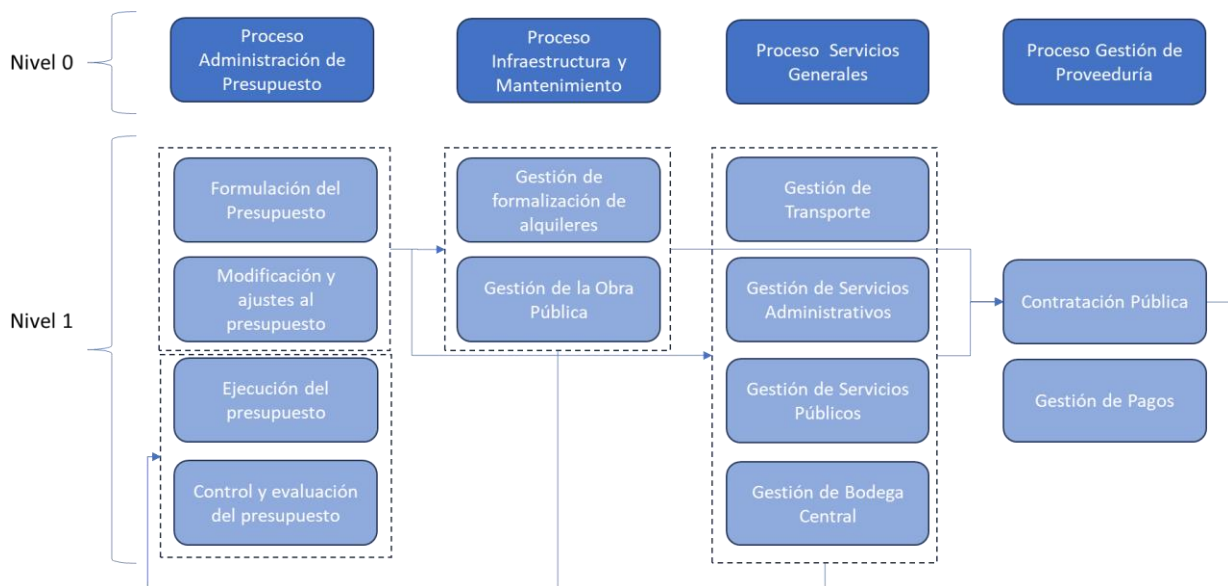 Nivel 0
Proceso
Administración de
Presupuesto
Proceso
Infraestructura y
Mantenimiento
Proceso Servicios
Generales
Proceso Gestión de
Proveeduría
Nivel 1
Formulación del
Presupuesto
Modificación y
ajustes al
presupuesto
Ejecución del
presupuesto
Control y evaluación
del presupuesto
Gestión de
formalización de
alquileres
Gestión de la Obra
Pública
Gestión de
Transporte
Gestión de Servicios
Administrativos
Gestión de Servicios
Públicos
Gestión de Bodega
Central
Contratación Pública
Gestión de Pagos